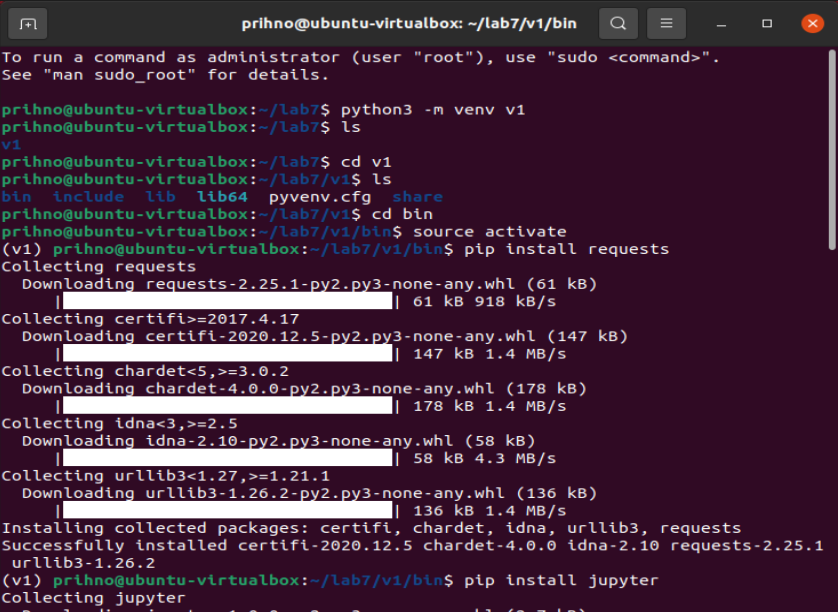 prihno@ubuntu-virtualbox: ~/lab7/v1/bin
To run a command as administrator (user "root"), use "sudo <command>".
See "man sudo_root" for details.
prihno@ubuntu-virtualbox:~/lab7$ python3 -m venv v1
prihno@ubuntu-virtualbox:~/lab7$ ls
v1
prihno@ubuntu-virtualbox:~/lab7$ cd v1
prihno@ubuntu-virtualbox:~/lab7/v1$ ls
bin include lib lib64 pyvenv.cfg share
prihno@ubuntu-virtualbox:~/lab7/v1$ cd bin
prihno@ubuntu-virtualbox:~/lab7/v1/bin$ source activate
(v1) prihno@ubuntu-virtualbox:~/lab7/v1/bin$ pip install requests
Collecting requests
Downloading requests-2.25.1-py2.py3-none-any.whl (61 kB)
| | 61 kB 918 kB/s
Collecting certifi>=2017.4.17
Downloading certifi-2020.12.5-py2.py3-none-any.whl (147 kB)
| | 147 kB 1.4 MB/s
Collecting chardet<5,>=3.0.2
Downloading chardet-4.0.0-py2.py3-none-any.whl (178 kB)
| | 178 kB 1.4 MB/s
Collecting idna<3,>=2.5
Downloading idna-2.10-py2.py3-none-any.whl (58 kB)
| | 58 kB 4.3 MB/s
Collecting urllib3<1.27,>=1.21.1
Downloading urllib3-1.26.2-py2.py3-none-any.whl (136 kB)
| | 136 kB 1.4 MB/s
Installing collected packages: certifi, chardet, idna, urllib3, requests
Successfully installed certifi-2020.12.5 chardet-4.0.0 idna-2.10 requests-2.25.1
urllib3-1.26.2
(v1) prihno@ubuntu-virtualbox:~/lab7/v1/bin$ pip install jupyter
Collecting jupyter